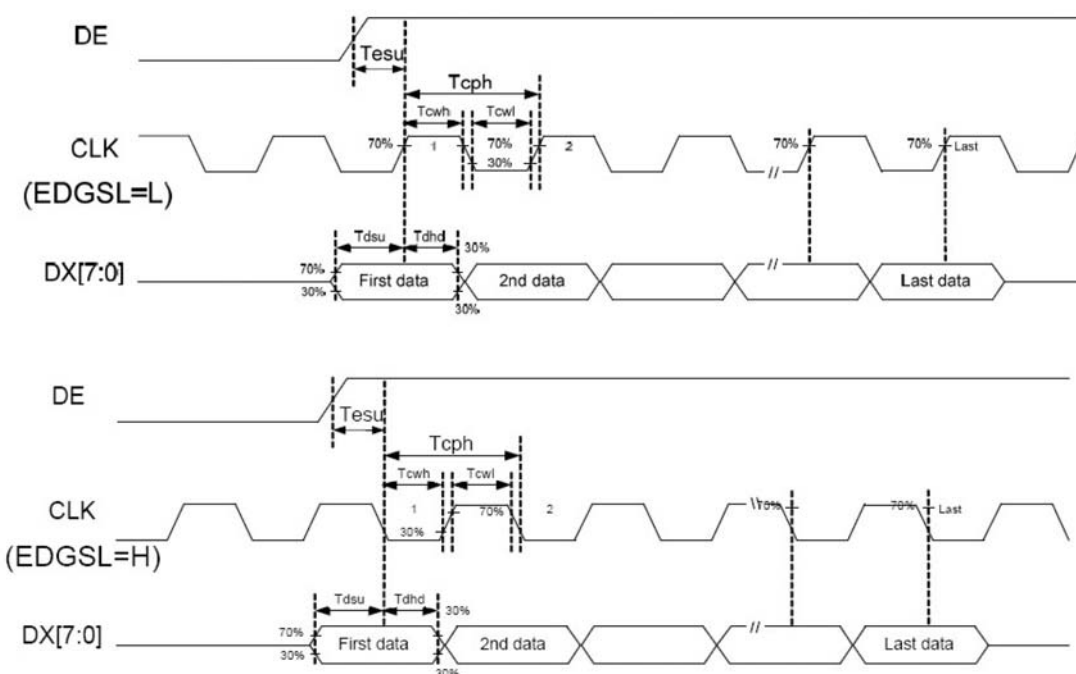 DE
Tesu
Tcph
Tcwh Tcwl
CLK 70% 1 70% 2 70% 70% Last
30%
(EDGSL=L)
//
Tdsu Tdhd 30%
DX[7:0] 70% First data 2nd data // Last data
30% 30%
DE
Tesu
Tcph
Tcwh Tcwl
CLK 1 70% 2 \\ 70% 70% Last
30%
(EDGSL=H)
Tdsu Tdhd 30%
DX[7:0] 70% First data 2nd data // Last data
30% 30%